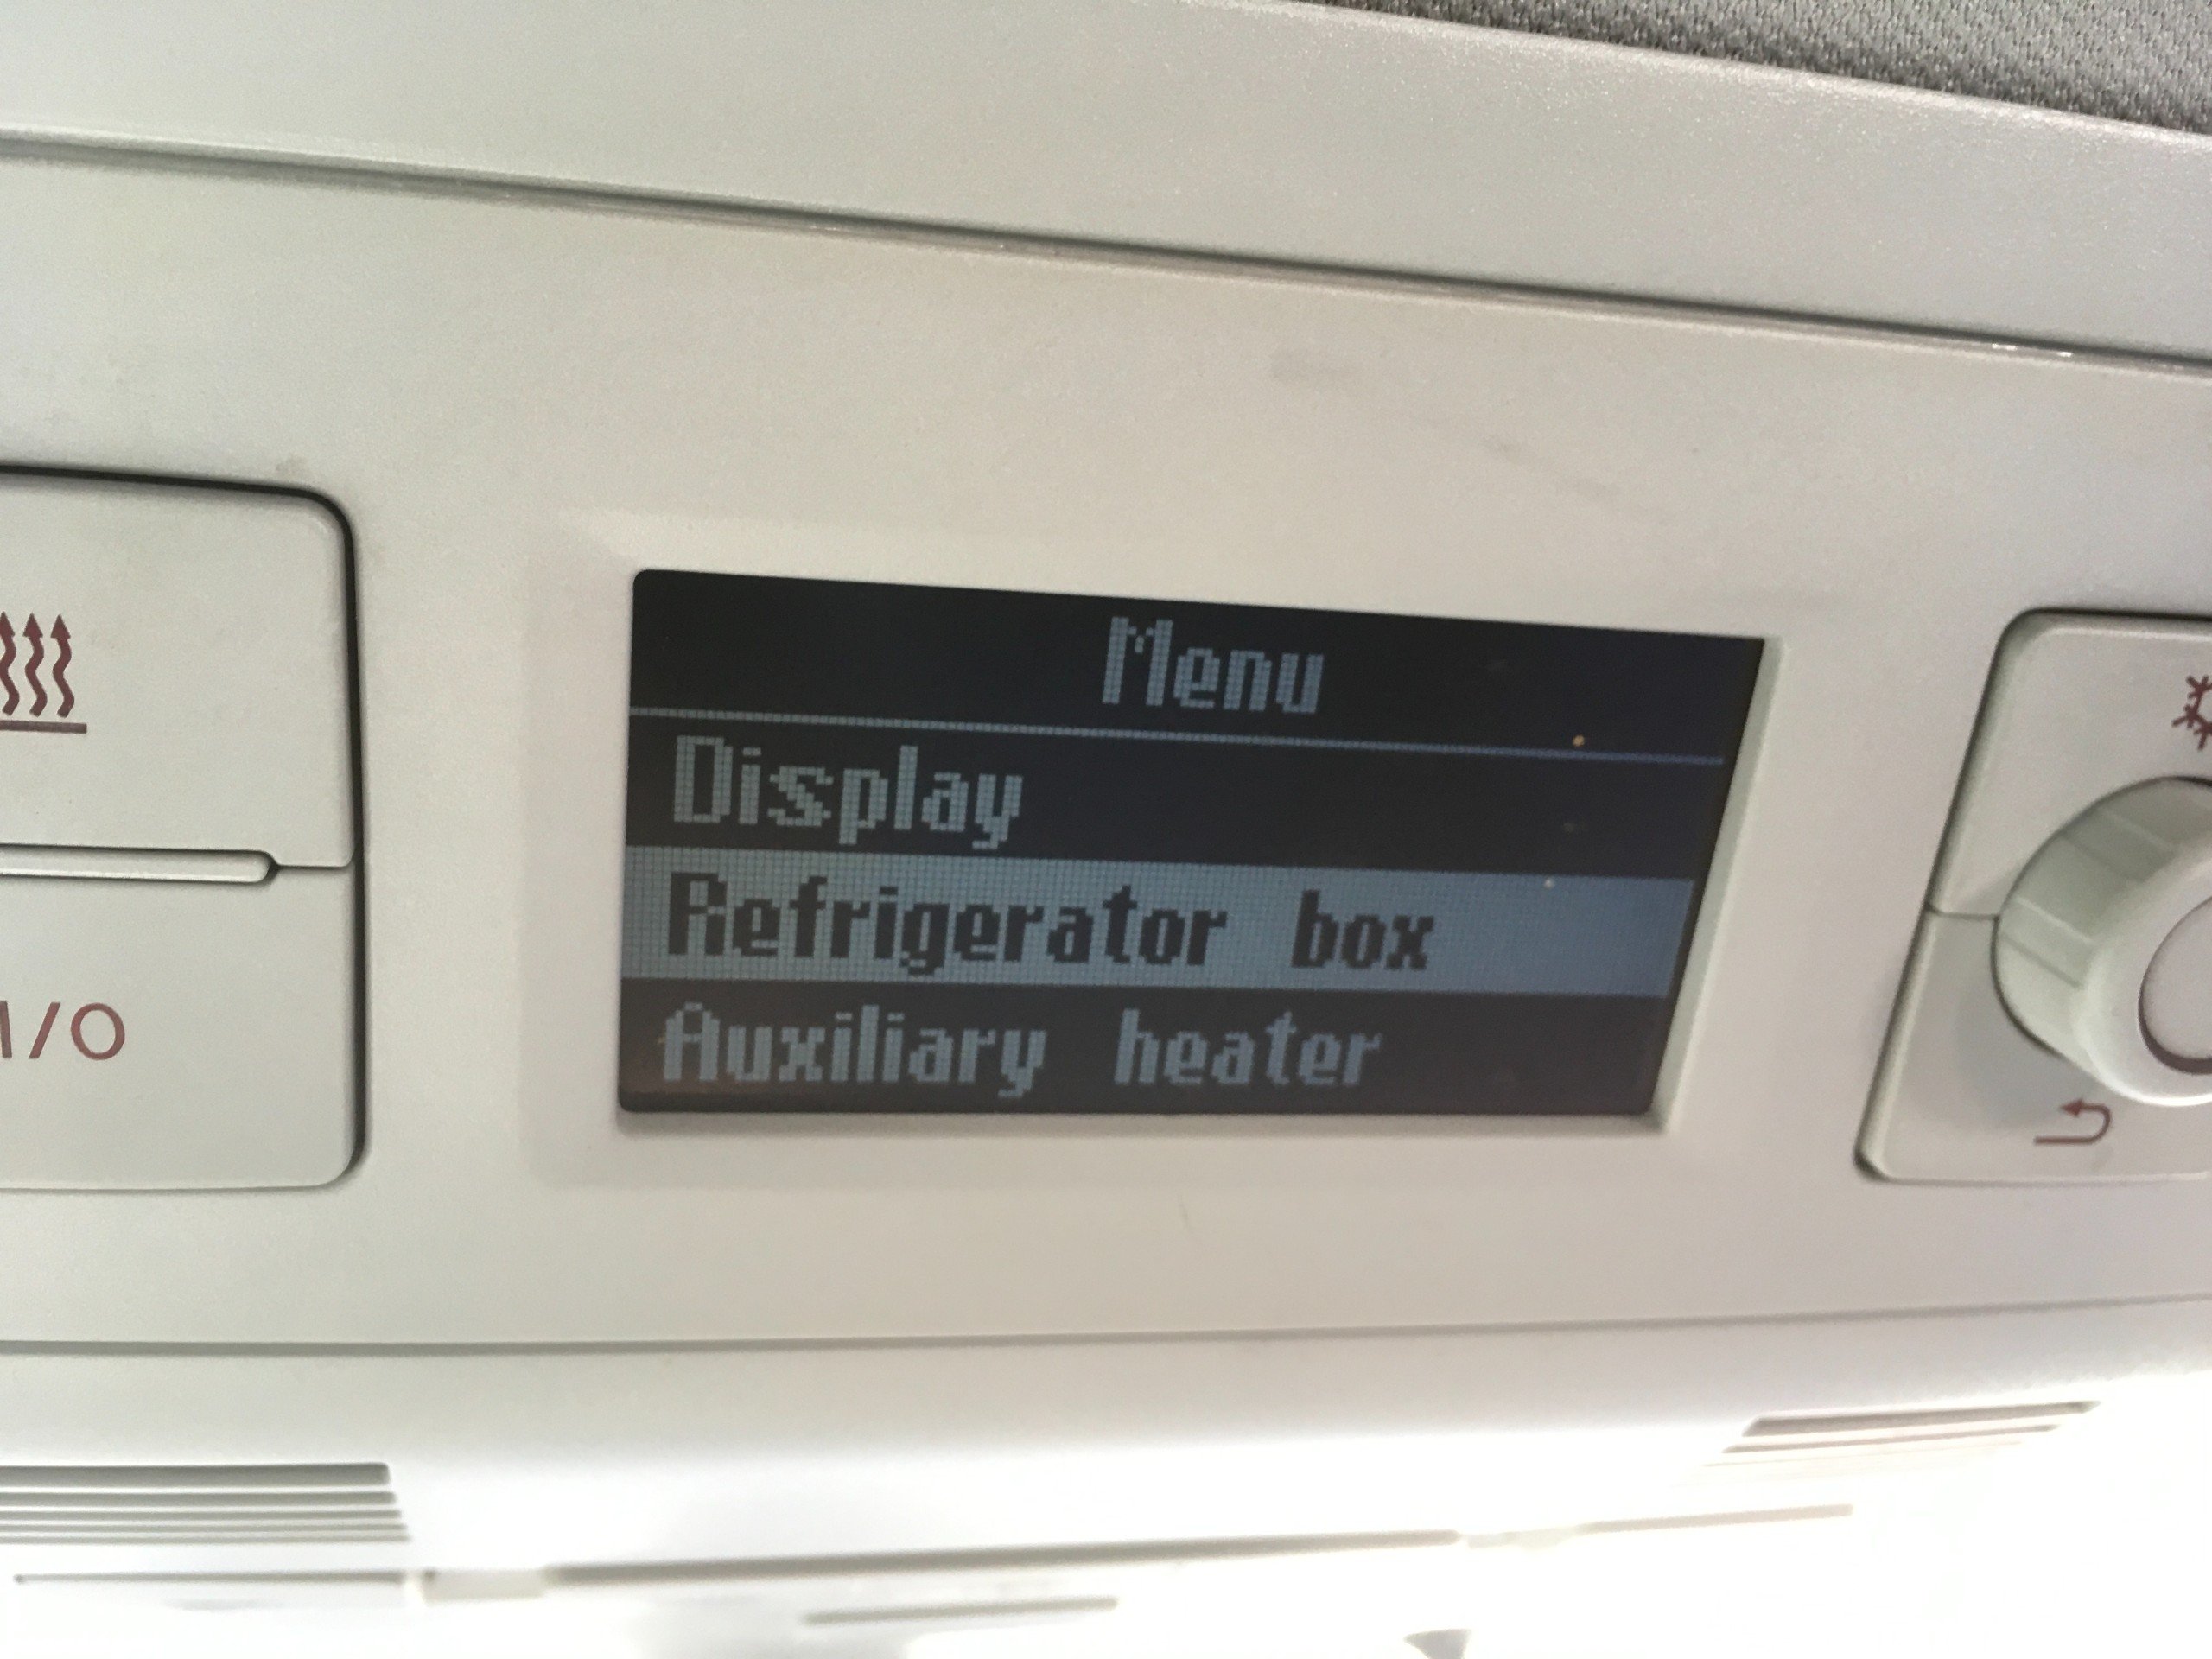 Menu
Display
Refrigerator box
Auxiliary heater
/O